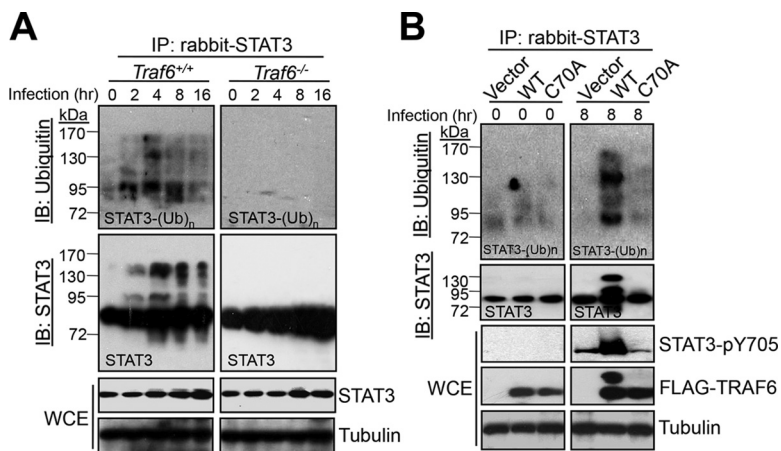 A
IP: rabbit-STAT3
Traf6+/+ Traf6-/-
Infection (hr) 0 2 4 8 16 0 2 4 8 16
kDa
IB: Ubiquitin
170
130
95
72
STAT3-(Ub)n STAT3-(Ub)n
IB: STAT3
170
130
95
72
STAT3 STAT3
WCE
STAT3
Tubulin
B
IP: rabbit-STAT3
Vector WT C70A Vector WT C70A
Infection (hr) 0 0 0 8 8 8
kDa
IB: Ubiquitin
170
130
95
72
STAT3-(Ub)n STAT3-(Ub)n
IB: STAT3
130
95
72
STAT3 STAT3
WCE
STAT3-pY705
FLAG-TRAF6
Tubulin